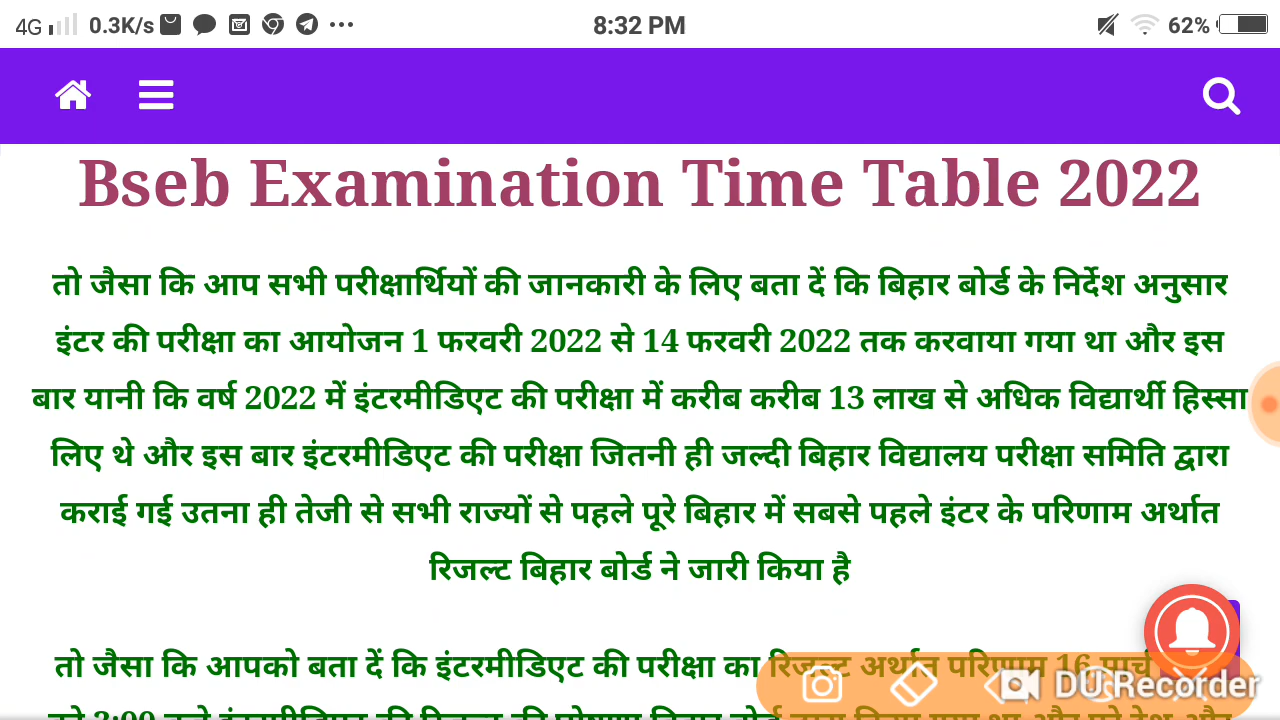 4G 0.3K/s 8:32 PM 62%
Bseb Examination Time Table 2022
तो जैसा कि आप सभी परीक्षार्थियों की जानकारी के लिए बता दें कि बिहार बोर्ड के निर्देश अनुसार
इंटर की परीक्षा का आयोजन 1 फरवरी 2022 से 14 फरवरी 2022 तक करवाया गया था और इस
बार यानी कि वर्ष 2022 में इंटरमीडिएट की परीक्षा में करीब करीब 13 लाख से अधिक विद्यार्थी हिस्सा
लिए थे और इस बार इंटरमीडिएट की परीक्षा जितनी ही जल्दी बिहार विद्यालय परीक्षा समिति द्वारा
कराई गई उतना ही तेजी से सभी राज्यों से पहले पूरे बिहार में सबसे पहले इंटर के परिणाम अर्थात
रिजल्ट बिहार बोर्ड ने जारी किया है
तो जैसा कि आपको बता दें कि इंटरमीडिएट की परीक्षा का रिजल्ट अर्थात परिणाम 16
DU Recorder